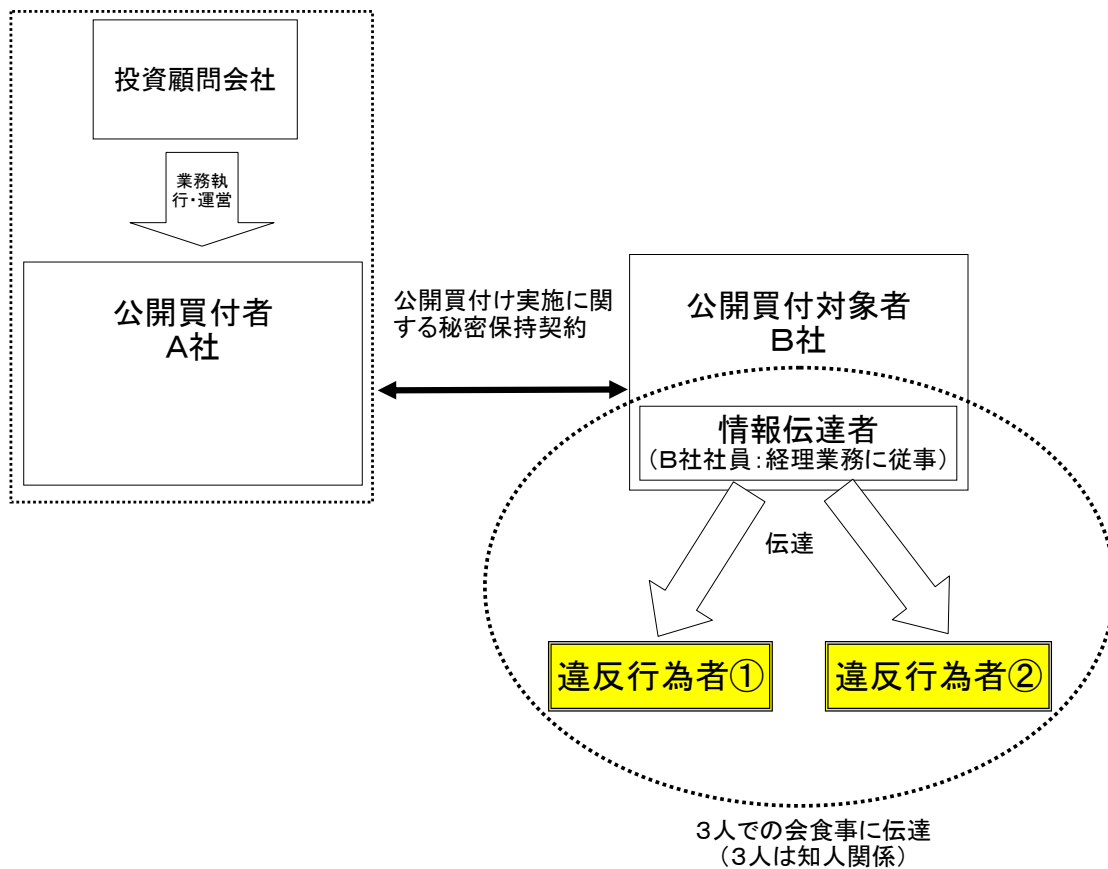 投資顧問会社
業務執
行・運営
公開買付者
A社
公開買付け実施に関
する秘密保持契約
公開買付対象者
B社
情報伝達者
（B社社員：経理業務に従事）
伝達
違反行為者①
違反行為者②
3人での会食事に伝達
（3人は知人関係）